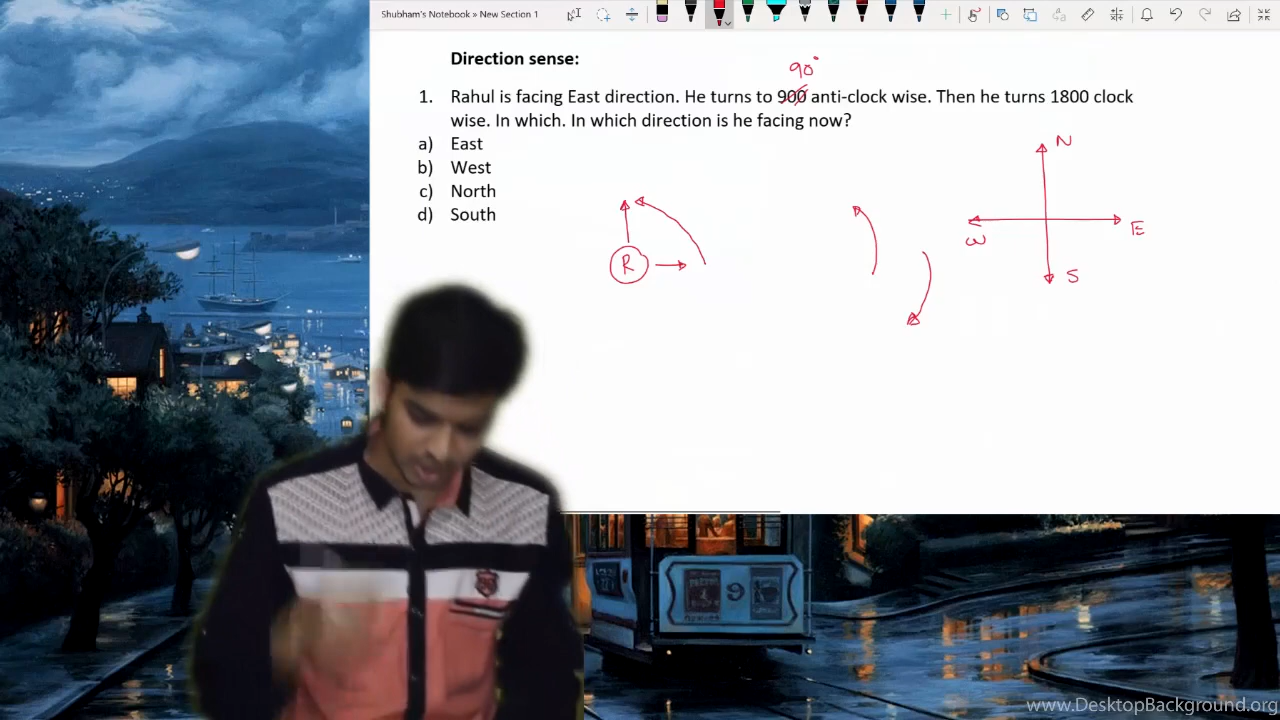 Shubham's Notebook » New Section 1
Direction sense:
90°
1. Rahul is facing East direction. He turns to 900 anti-clock wise. Then he turns 1800 clock
wise. In which. In which direction is he facing now?
a) East
b) West
c) North
d) South
N
W
E
S
R
9
www.DesktopBackground.org